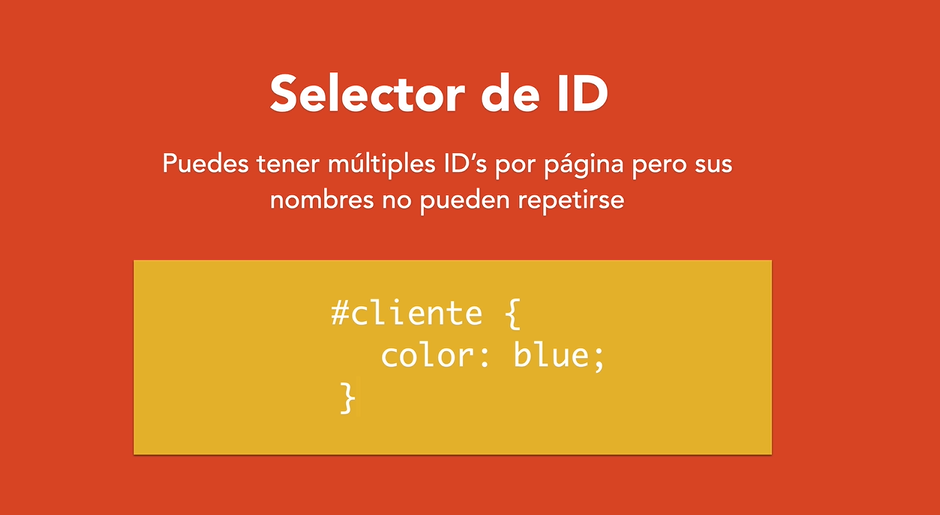 Selector de ID
Puedes tener múltiples ID’s por página pero sus
nombres no pueden repetirse
#cliente {
color: blue;
}